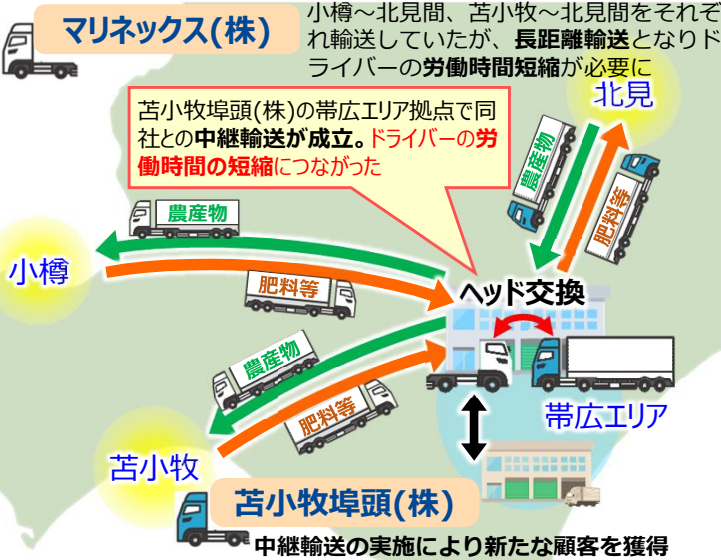 マリネックス(株)
小樽～北見間、苫小牧～北見間をそれぞ
れ輸送していたが、長距離輸送となりド
ライバーの労働時間短縮が必要に
北見
苫小牧埠頭(株)の帯広エリア拠点で同
社との中継輸送が成立。ドライバーの労
働時間の短縮につながった
農産物
肥料等
農産物
小樽
肥料等
ヘッド交換
農産物
肥料等
帯広エリア
苫小牧
苫小牧埠頭(株)
中継輸送の実施により新たな顧客を獲得